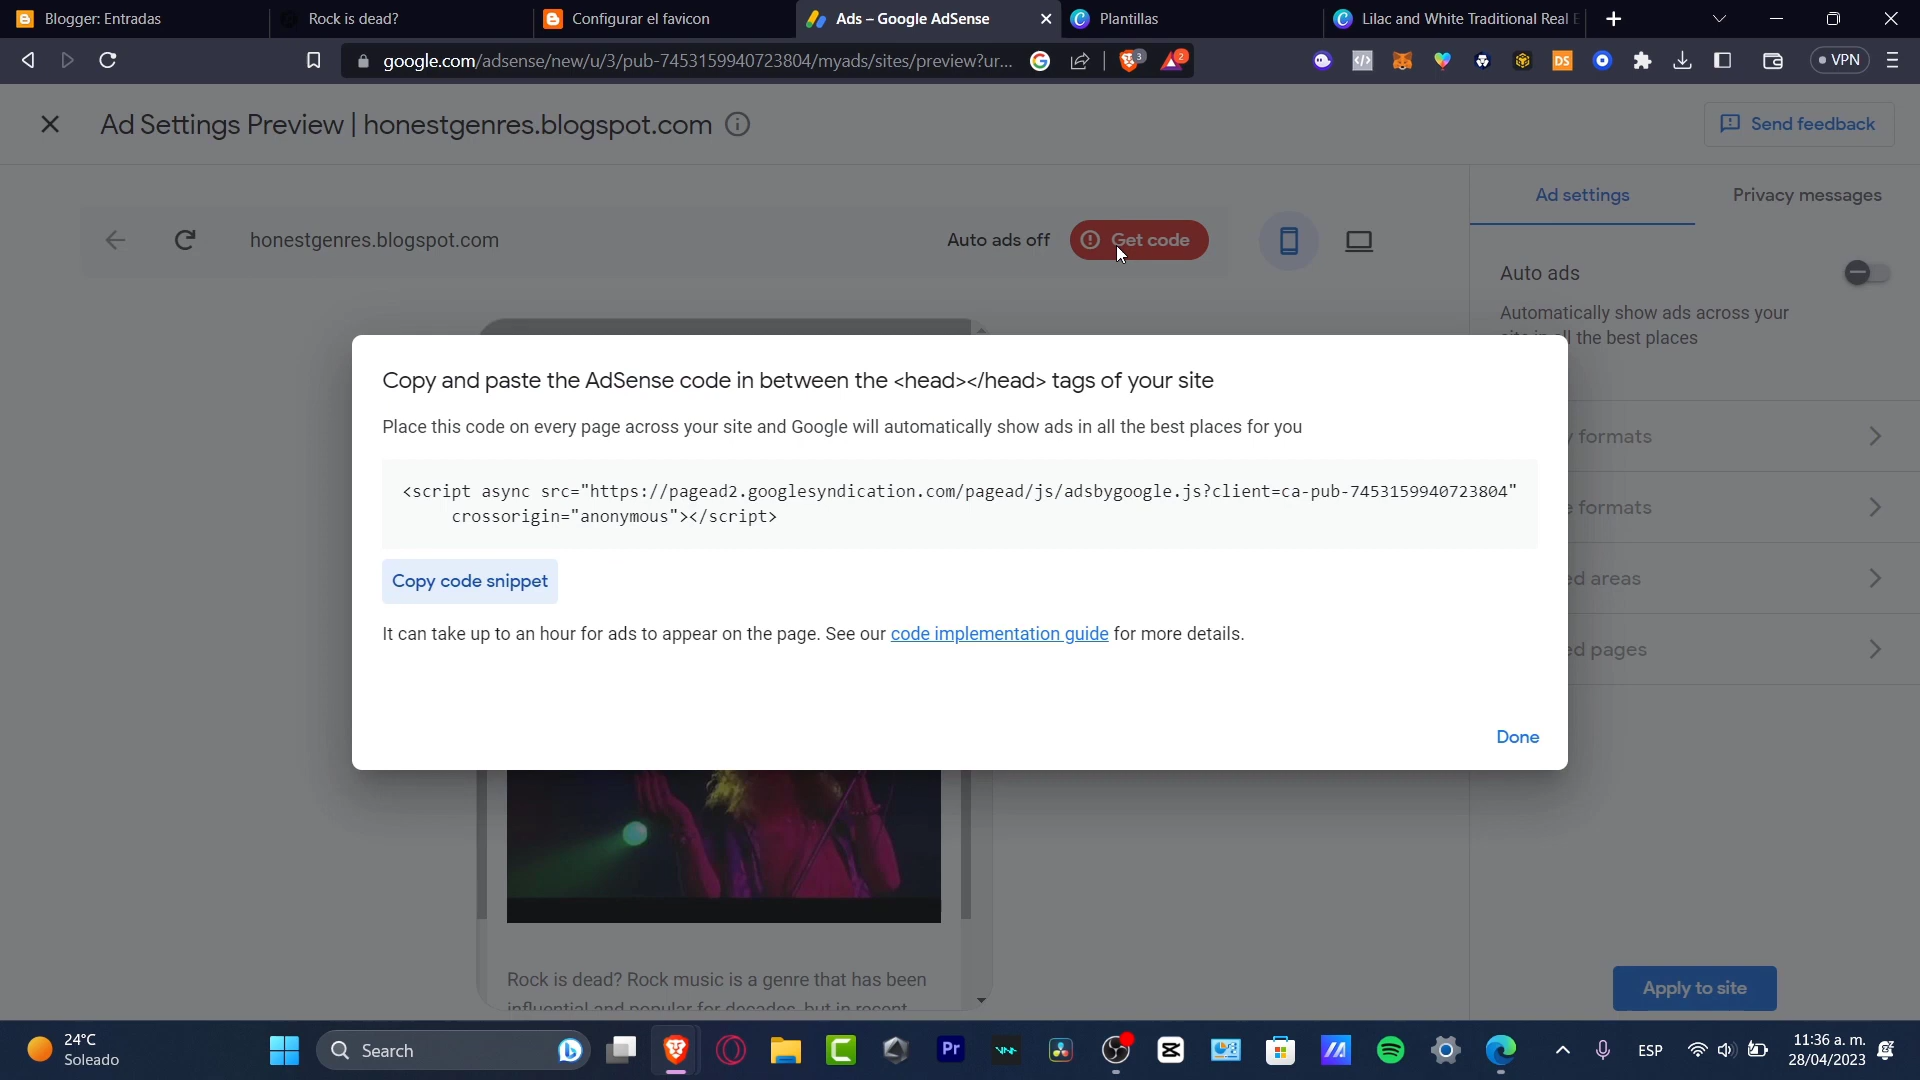 Blogger: Entradas
Rock is dead?
Configurar el favicon
Ads – Google AdSense
Plantillas
Lilac and White Traditional Real E
google.com/adsense/new/u/3/pub-7453159940723804/myads/sites/preview?ur...
3
2
DS
VPN
Ad Settings Preview | honestgenres.blogspot.com
Send feedback
Ad settings
Privacy messages
honestgenres.blogspot.com
Auto ads off
Get code
Auto ads
Automatically show ads across your
the best places
Copy and paste the AdSense code in between the <head></head> tags of your site
Place this code on every page across your site and Google will automatically show ads in all the best places for you
<script async src="https://pagead2.googlesyndication.com/pagead/js/adsbygoogle.js?client=ca-pub-7453159940723804"
crossorigin="anonymous"></script>
Copy code snippet
It can take up to an hour for ads to appear on the page. See our code implementation guide for more details.
Done
formats
formats
areas
pages
Rock is dead? Rock music is a genre that has been
influential and popular for decades, but in recent
Apply to site
24°C
Soleado
Search
Pr
ESP
11:36 a. m.
28/04/2023